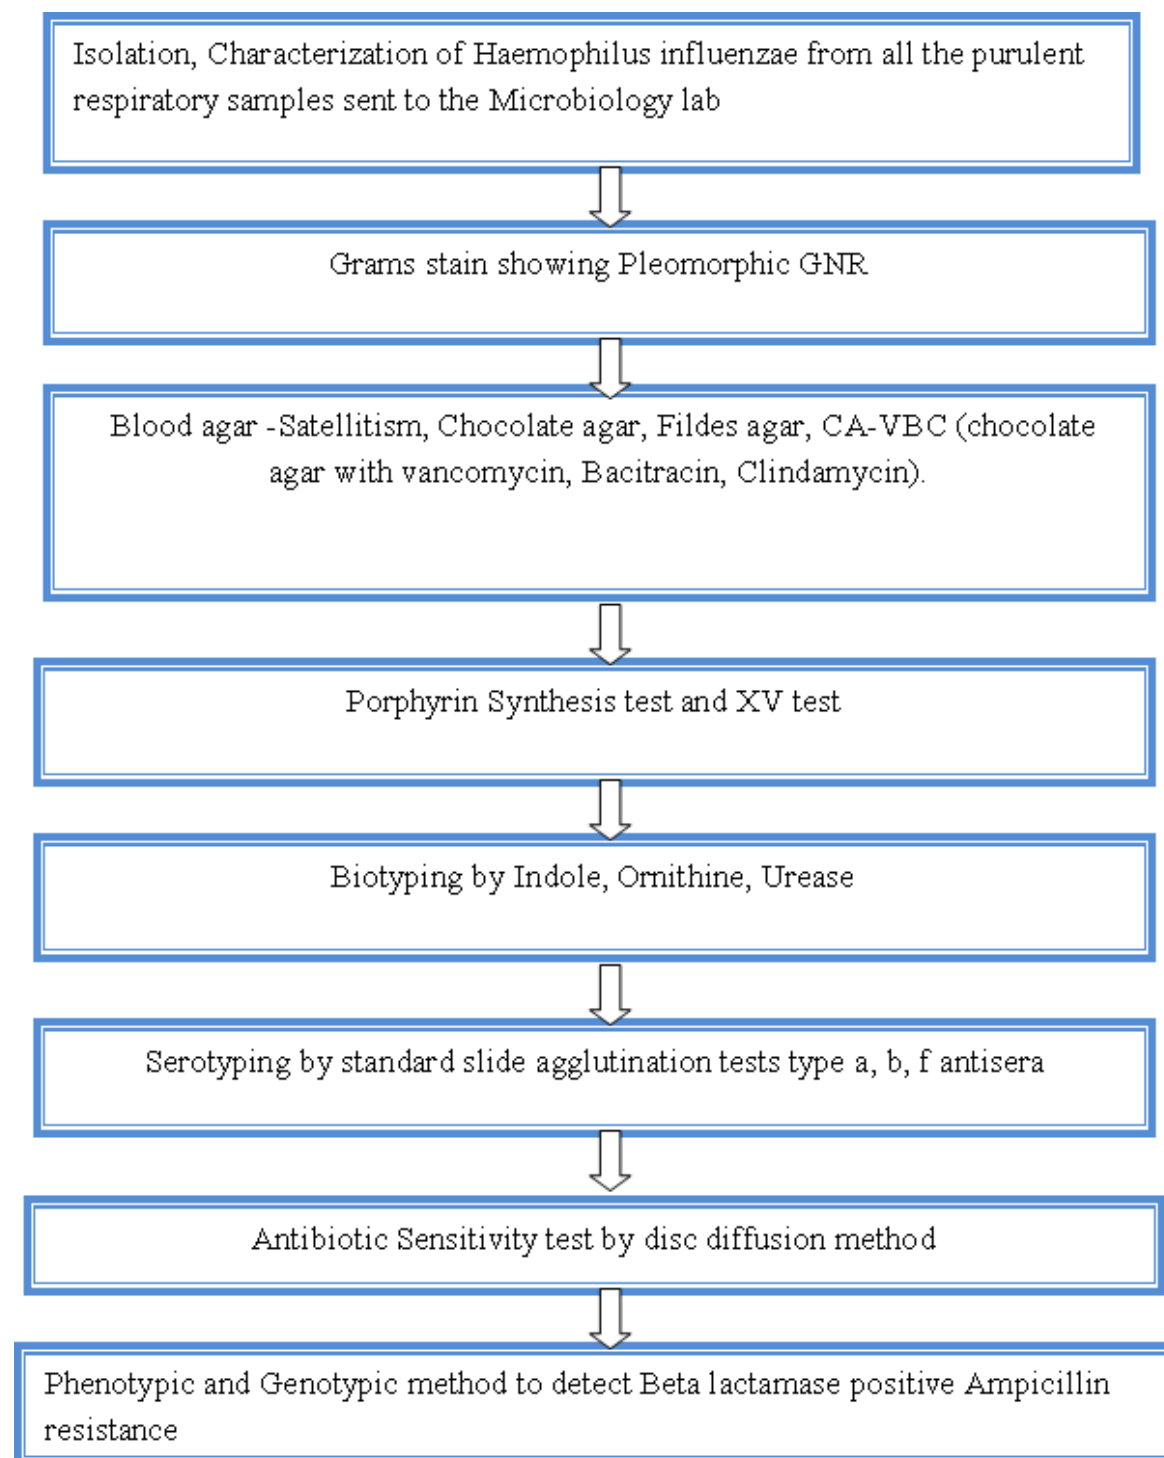 Isolation, Characterization of Haemophilus influenzae from all the purulent
respiratory samples sent to the Microbiology lab
Grams stain showing Pleomorphic GNR
Blood agar -Satellitism, Chocolate agar, Fildes agar, CA-VBC (chocolate
agar with vancomycin, Bacitracin, Clindamycin).
Porphyrin Synthesis test and XV test
Biotyping by Indole, Ornithine, Urease
Serotyping by standard slide agglutination tests type a, b, f antisera
Antibiotic Sensitivity test by disc diffusion method
Phenotypic and Genotypic method to detect Beta lactamase positive Ampicillin
resistance